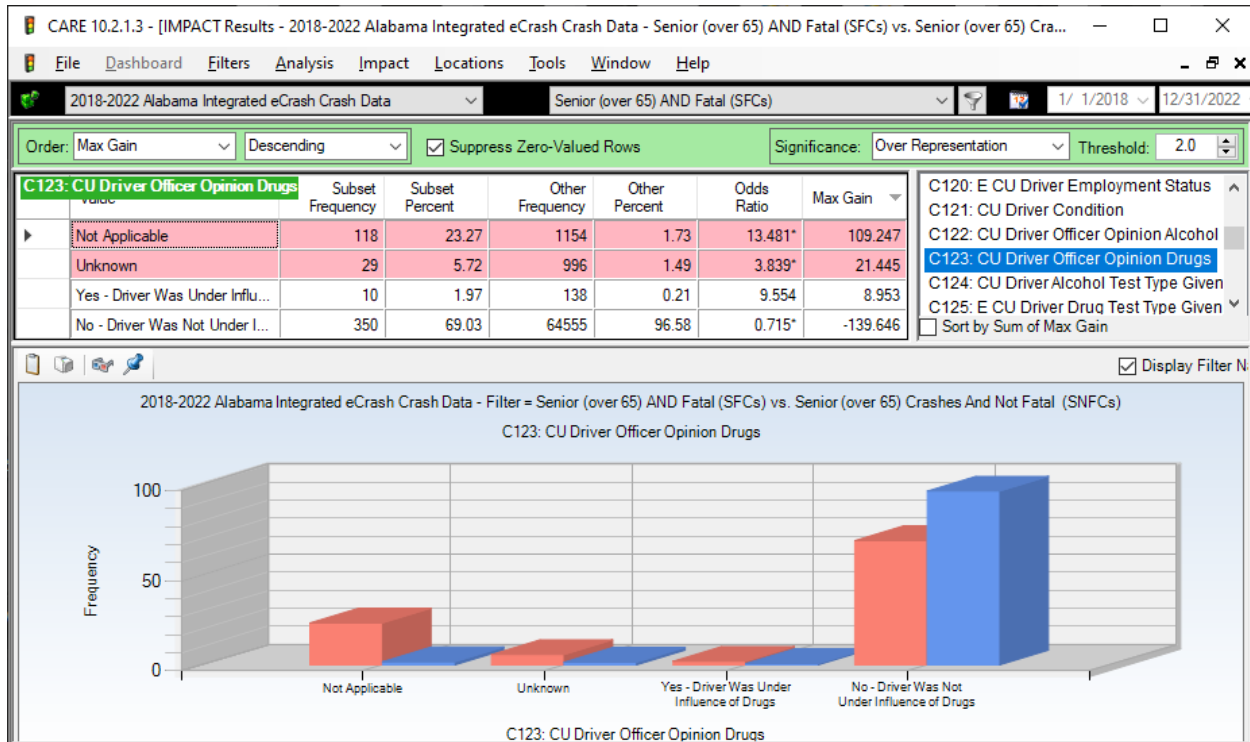 CARE 10.2.1.3 - [IMPACT Results - 2018-2022 Alabama Integrated eCrash Crash Data - Senior (over 65) AND Fatal (SFCs) vs. Senior (over 65) Cra...
File Dashboard Filters Analysis Impact Locations Tools Window Help
2018-2022 Alabama Integrated eCrash Crash Data Senior (over 65) AND Fatal (SFCs) 1/ 1/2018 12/31/2022
Order: Max Gain Descending Suppress Zero-Valued Rows Significance: Over Representation Threshold: 2.0
C123: CU Driver Officer Opinion Drugs Subset Frequency Subset Percent Other Frequency Other Percent Odds Ratio Max Gain
Not Applicable 118 23.27 1154 1.73 13.481* 109.247
Unknown 29 5.72 996 1.49 3.839* 21.445
Yes - Driver Was Under Influ... 10 1.97 138 0.21 9.554 8.953
No - Driver Was Not Under I... 350 69.03 64555 96.58 0.715* -139.646
C120: E CU Driver Employment Status
C121: CU Driver Condition
C122: CU Driver Officer Opinion Alcohol
C123: CU Driver Officer Opinion Drugs
C124: CU Driver Alcohol Test Type Given
C125: E CU Driver Drug Test Type Given
Sort by Sum of Max Gain
Display Filter N
2018-2022 Alabama Integrated eCrash Crash Data - Filter = Senior (over 65) AND Fatal (SFCs) vs. Senior (over 65) Crashes And Not Fatal (SNFCs)
C123: CU Driver Officer Opinion Drugs
100
50
0
Frequency
Not Applicable
Unknown
Yes - Driver Was Under
Influence of Drugs
No - Driver Was Not
Under Influence of Drugs
C123: CU Driver Officer Opinion Drugs